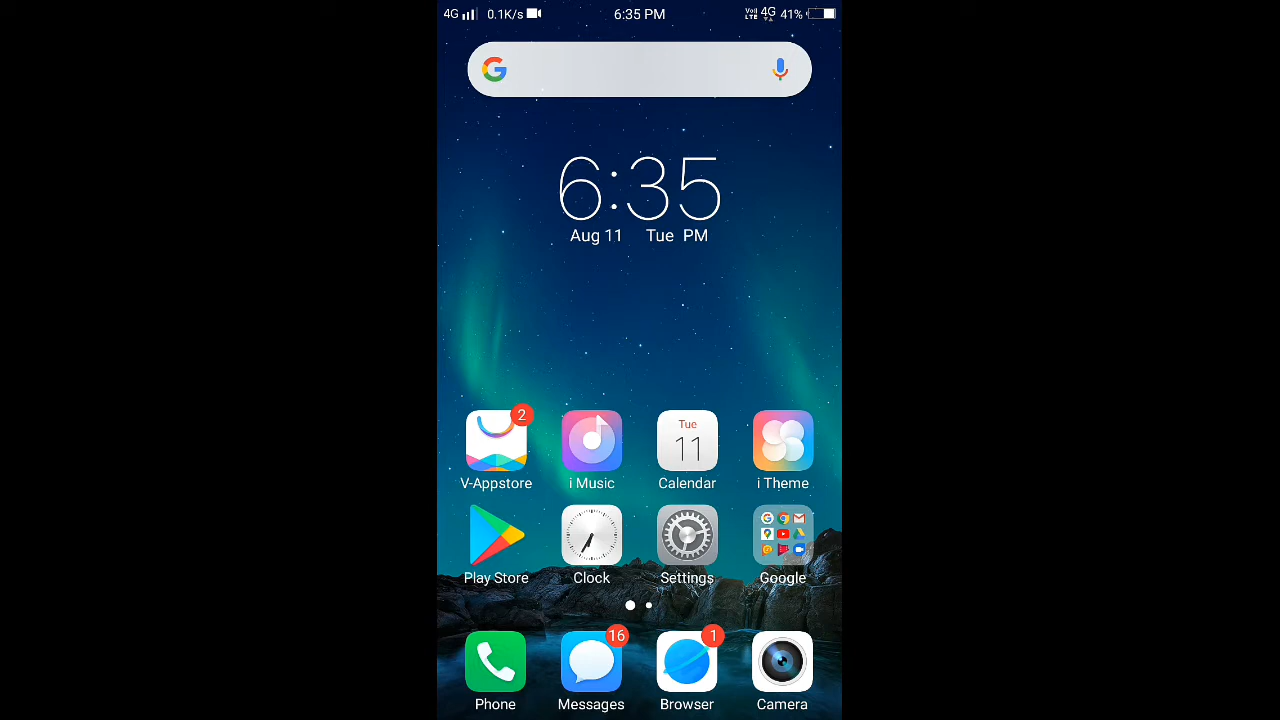 4G 0.1K/s 6:35 PM VoLTE 4G 41%
6:35
Aug 11 Tue PM
2
Tue
11
V-Appstore i Music Calendar i Theme
Play Store Clock Settings Google
16 1
Phone Messages Browser Camera